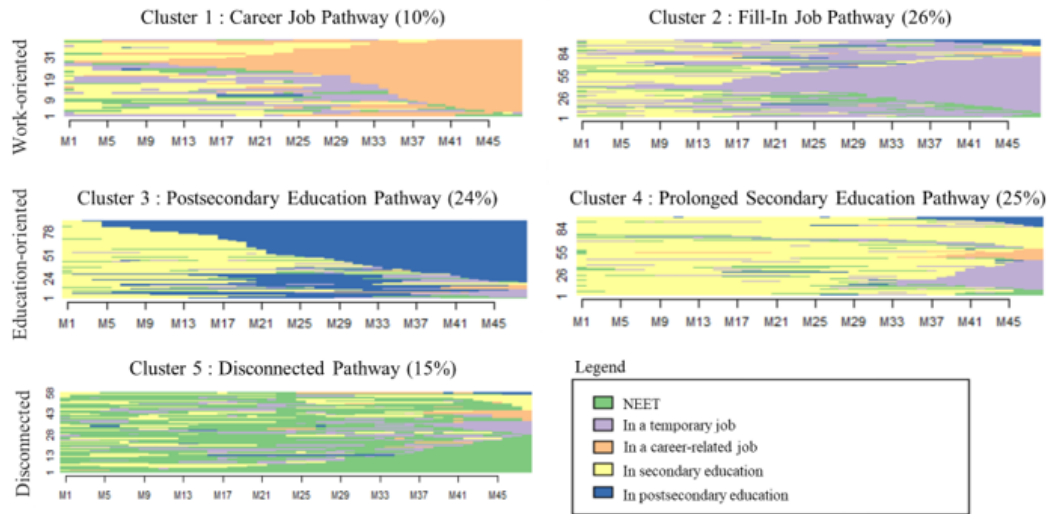 Cluster 1 : Career Job Pathway (10%)
Cluster 2 : Fill-In Job Pathway (26%)
Work-oriented
31
19
9
1
M1 M5 M9 M13 M17 M21 M25 M29 M33 M37 M41 M45
84
55
26
1
M1 M5 M9 M13 M17 M21 M25 M29 M33 M37 M41 M45
Cluster 3 : Postsecondary Education Pathway (24%)
Cluster 4 : Prolonged Secondary Education Pathway (25%)
Education-oriented
78
51
24
1
M1 M5 M9 M13 M17 M21 M25 M29 M33 M37 M41 M45
84
55
26
1
M1 M5 M9 M13 M17 M21 M25 M29 M33 M37 M41 M45
Cluster 5 : Disconnected Pathway (15%)
Disconnected
58
43
28
13
1
M1 M5 M9 M13 M17 M21 M25 M29 M33 M37 M41 M45
Legend
NEET
In a temporary job
In a career-related job
In secondary education
In postsecondary education